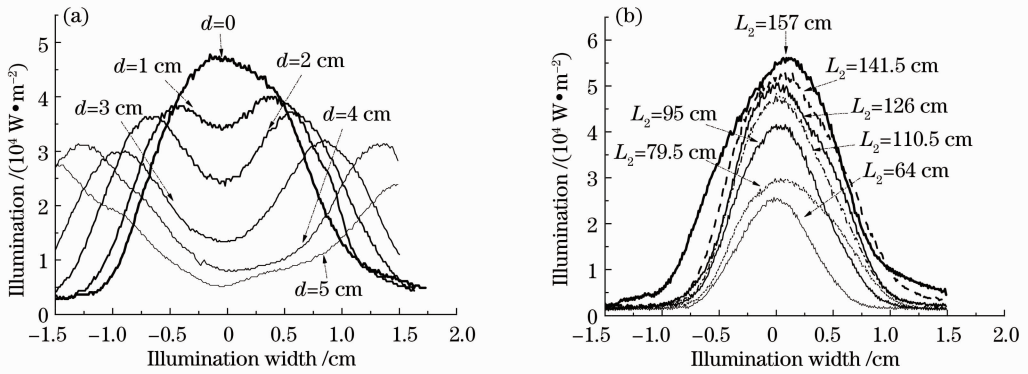 (a)
d=0
d=1 cm
d=2 cm
d=3 cm
d=4 cm
d=5 cm
Illumination /(10⁴ W•m⁻²)
5
4
3
2
1
0
−1.5 −1.0 −0.5 0 0.5 1.0 1.5 2.0
Illumination width /cm
(b)
L₂=157 cm
L₂=141.5 cm
L₂=126 cm
L₂=95 cm
L₂=110.5 cm
L₂=79.5 cm
L₂=64 cm
Illumination /(10⁴ W•m⁻²)
6
5
4
3
2
1
0
−1.5 −1.0 −0.5 0 0.5 1.0 1.5 2.0
Illumination width /cm